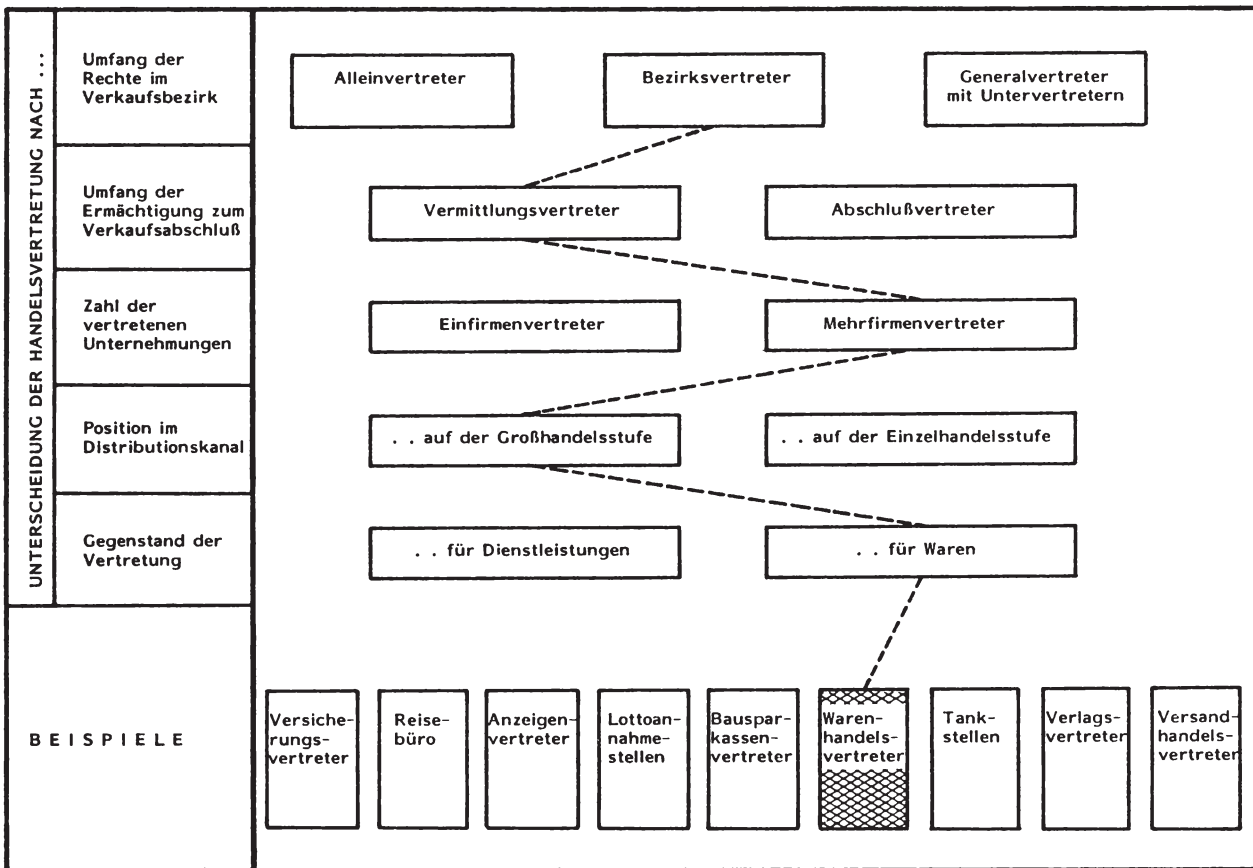 UNTERSCHEIDUNG DER HANDELSVERTRETUNG NACH ...
Umfang der
Rechte im
Verkaufsbezirk
Alleinvertreter
Bezirksvertreter
Generalvertreter
mit Untervertretern
Umfang der
Ermächtigung zum
Verkaufsabschluß
Vermittlungsvertreter
Abschlußvertreter
Zahl der
vertretenen
Unternehmungen
Einfirmenvertreter
Mehrfirmenvertreter
Position im
Distributionskanal
. . auf der Großhandelsstufe
. . auf der Einzelhandelsstufe
Gegenstand der
Vertretung
. . für Dienstleistungen
. . für Waren
BEISPIELE
Versiche-
rungs-
vertreter
Reise-
büro
Anzeigen-
vertreter
Lottoan-
nahme-
stellen
Bauspar-
kassen-
vertreter
Waren-
handels-
vertreter
Tank-
stellen
Verlags-
vertreter
Versand-
handels-
vertreter